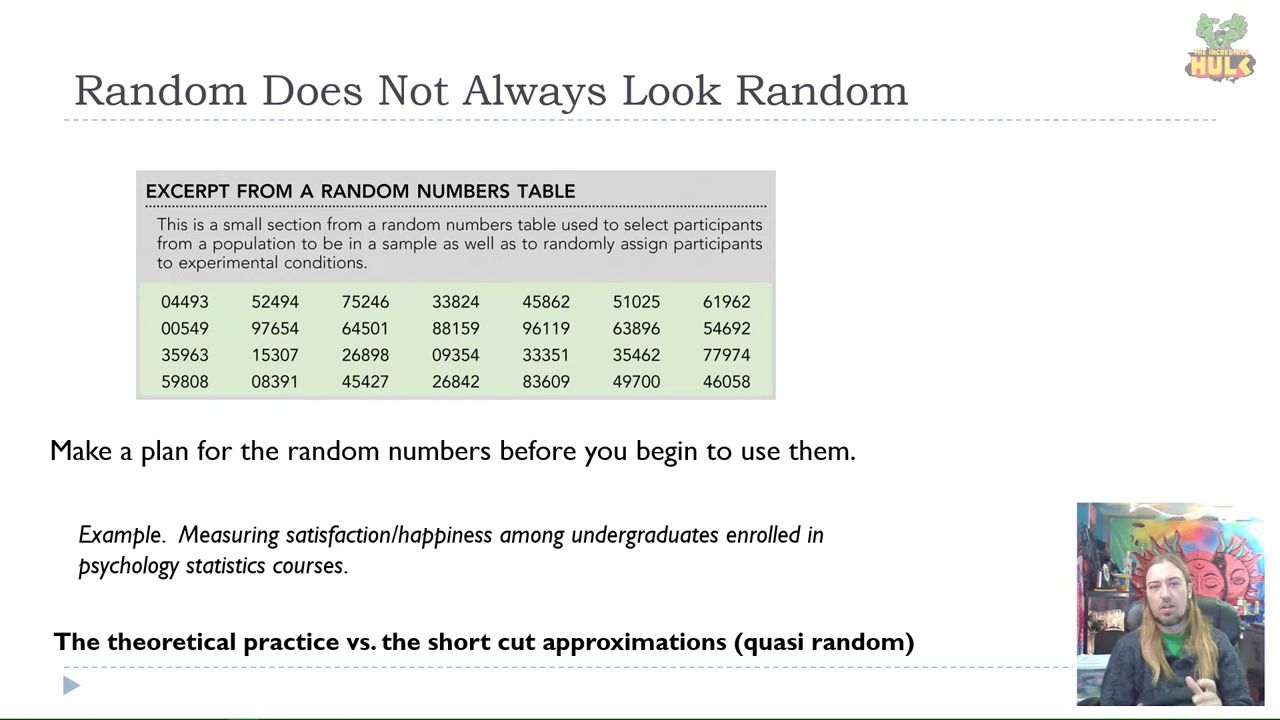 THE INCREDIBLE
HULK
Random Does Not Always Look Random
EXCERPT FROM A RANDOM NUMBERS TABLE
This is a small section from a random numbers table used to select participants
from a population to be in a sample as well as to randomly assign participants
to experimental conditions.
04493 52494 75246 33824 45862 51025 61962
00549 97654 64501 88159 96119 63896 54692
35963 15307 26898 09354 33351 35462 77974
59808 08391 45427 26842 83609 49700 46058
Make a plan for the random numbers before you begin to use them.
Example. Measuring satisfaction/happiness among undergraduates enrolled in
psychology statistics courses.
The theoretical practice vs. the short cut approximations (quasi random)